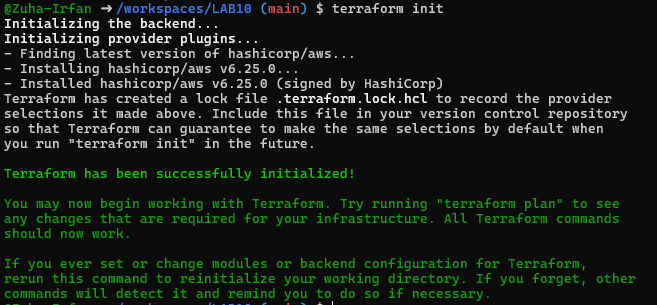 @Zuha-Irfan ➜ /workspaces/LAB10 (main) $ terraform init
Initializing the backend...
Initializing provider plugins...
- Finding latest version of hashicorp/aws...
- Installing hashicorp/aws v6.25.0...
- Installed hashicorp/aws v6.25.0 (signed by HashiCorp)
Terraform has created a lock file .terraform.lock.hcl to record the provider
selections it made above. Include this file in your version control repository
so that Terraform can guarantee to make the same selections by default when
you run "terraform init" in the future.
Terraform has been successfully initialized!
You may now begin working with Terraform. Try running "terraform plan" to see
any changes that are required for your infrastructure. All Terraform commands
should now work.
If you ever set or change modules or backend configuration for Terraform,
rerun this command to reinitialize your working directory. If you forget, other
commands will detect it and remind you to do so if necessary.